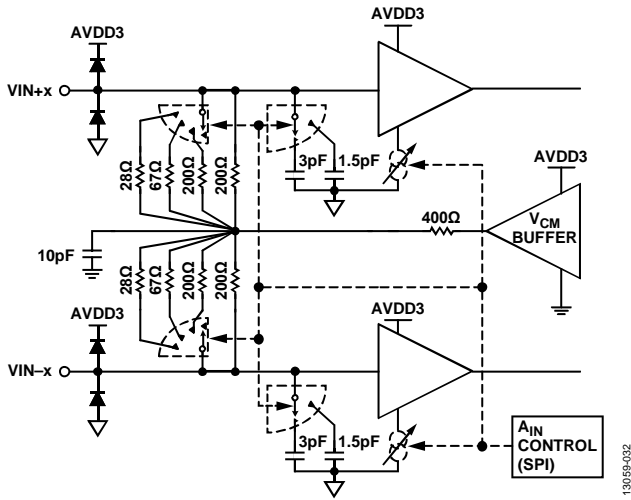 AVDD3
AVDD3
VIN+x
3pF
1.5pF
28Ω
67Ω
200Ω
200Ω
AVDD3
400Ω
VCM
BUFFER
10pF
28Ω
67Ω
200Ω
200Ω
AVDD3
AVDD3
VIN–x
3pF
1.5pF
AIN
CONTROL
(SPI)
13059-032